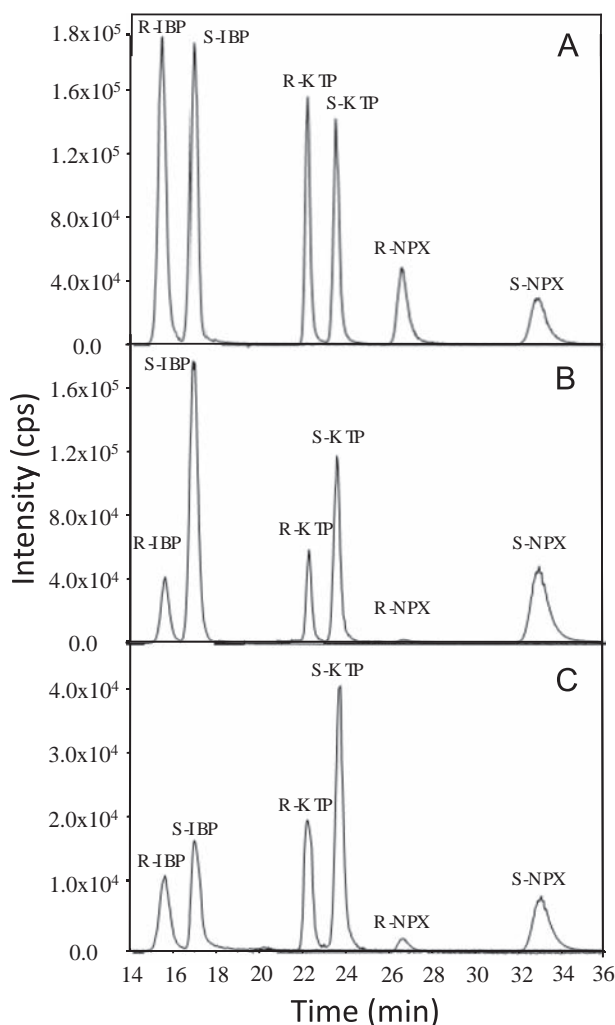 A
R-IBP
S-IBP
R-KTP
S-KTP
R-NPX
S-NPX
1.8x10⁵
1.6x10⁵
1.2x10⁵
8.0x10⁴
4.0x10⁴
0.0
B
S-IBP
S-KTP
R-IBP
R-KTP
R-NPX
S-NPX
1.6x10⁵
1.2x10⁵
8.0x10⁴
4.0x10⁴
0.0
Intensity (cps)
C
S-KTP
R-KTP
S-IBP
R-IBP
R-NPX
S-NPX
4.0x10⁴
3.0x10⁴
2.0x10⁴
1.0x10⁴
0.0
14 16 20 22 24 26 28 30 32 34 36
Time (min)